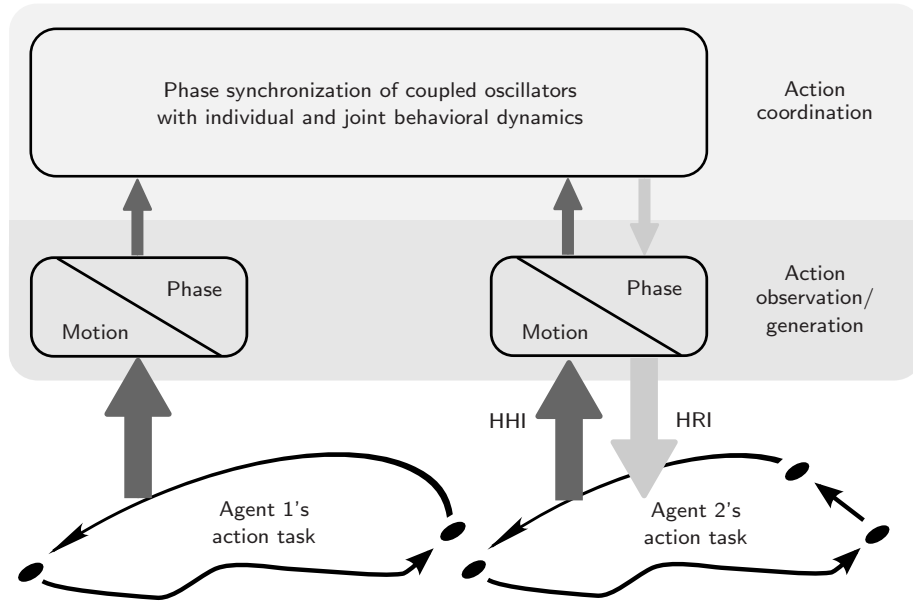 Phase synchronization of coupled oscillators
with individual and joint behavioral dynamics
Action
coordination
Phase
Motion
Phase
Motion
Action
observation/
generation
HHI
HRI
Agent 1's
action task
Agent 2's
action task